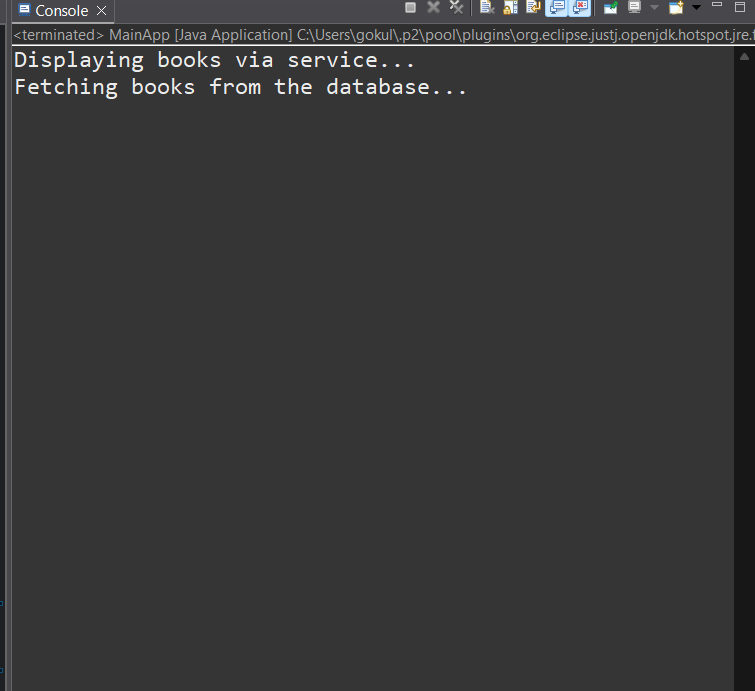 Console
<terminated> MainApp [Java Application] C:\Users\gokul\.p2\pool\plugins\org.eclipse.justj.openjdk.hotspot.jre.f
Displaying books via service...
Fetching books from the database...